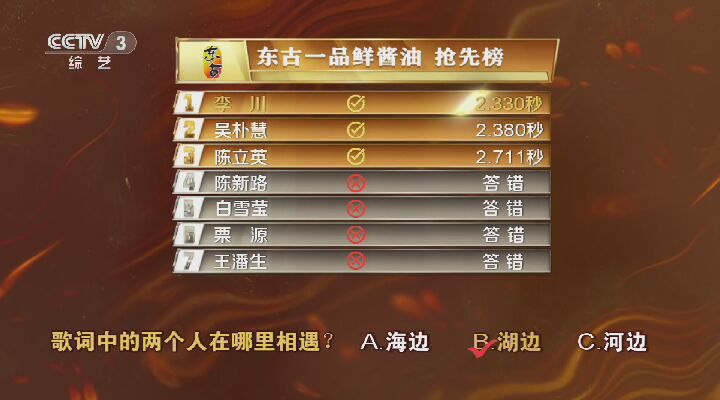 CCTV 3
综艺
东古
东古一品鲜酱油 抢先榜
1 李川 2.330秒
2 吴朴慧 2.380秒
3 陈立英 2.711秒
4 陈新路 答错
5 白雪莹 答错
6 栗源 答错
7 王潘生 答错
歌词中的两个人在哪里相遇？ A.海边 B.湖边 C.河边